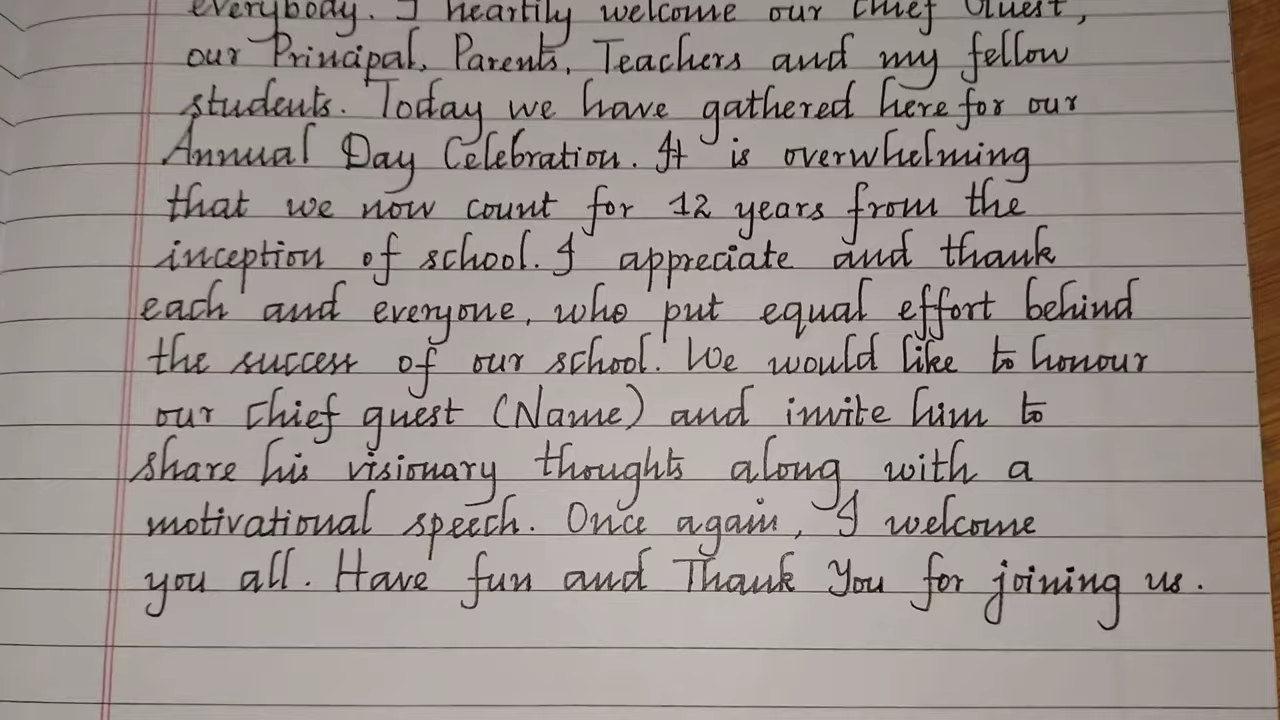 everybody. I heartily welcome our Chief Guest,
our Principal, Parents, Teachers and my fellow
students. Today we have gathered here for our
Annual Day Celebration. It is overwhelming
that we now count for 12 years from the
inception of school. I appreciate and thank
each and everyone, who put equal effort behind
the success of our school. We would like to honour
our Chief guest (Name) and invite him to
share his visionary thoughts along with a
motivational speech. Once again, I welcome
you all. Have fun and Thank You for joining us.